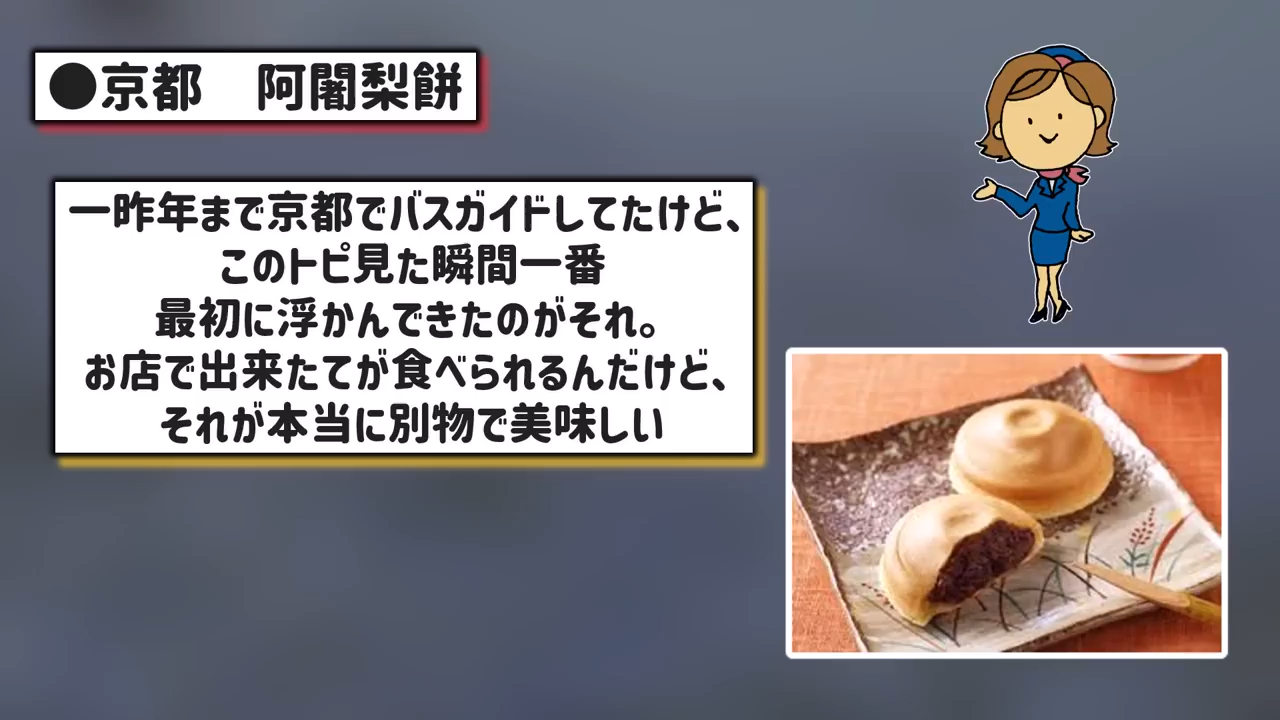 ●京都　阿闍梨餅
一昨年まで京都でバスガイドしてたけど、
このトピ見た瞬間一番
最初に浮かんできたのがそれ。
お店で出来たてが食べられるんだけど、
それが本当に別物で美味しい